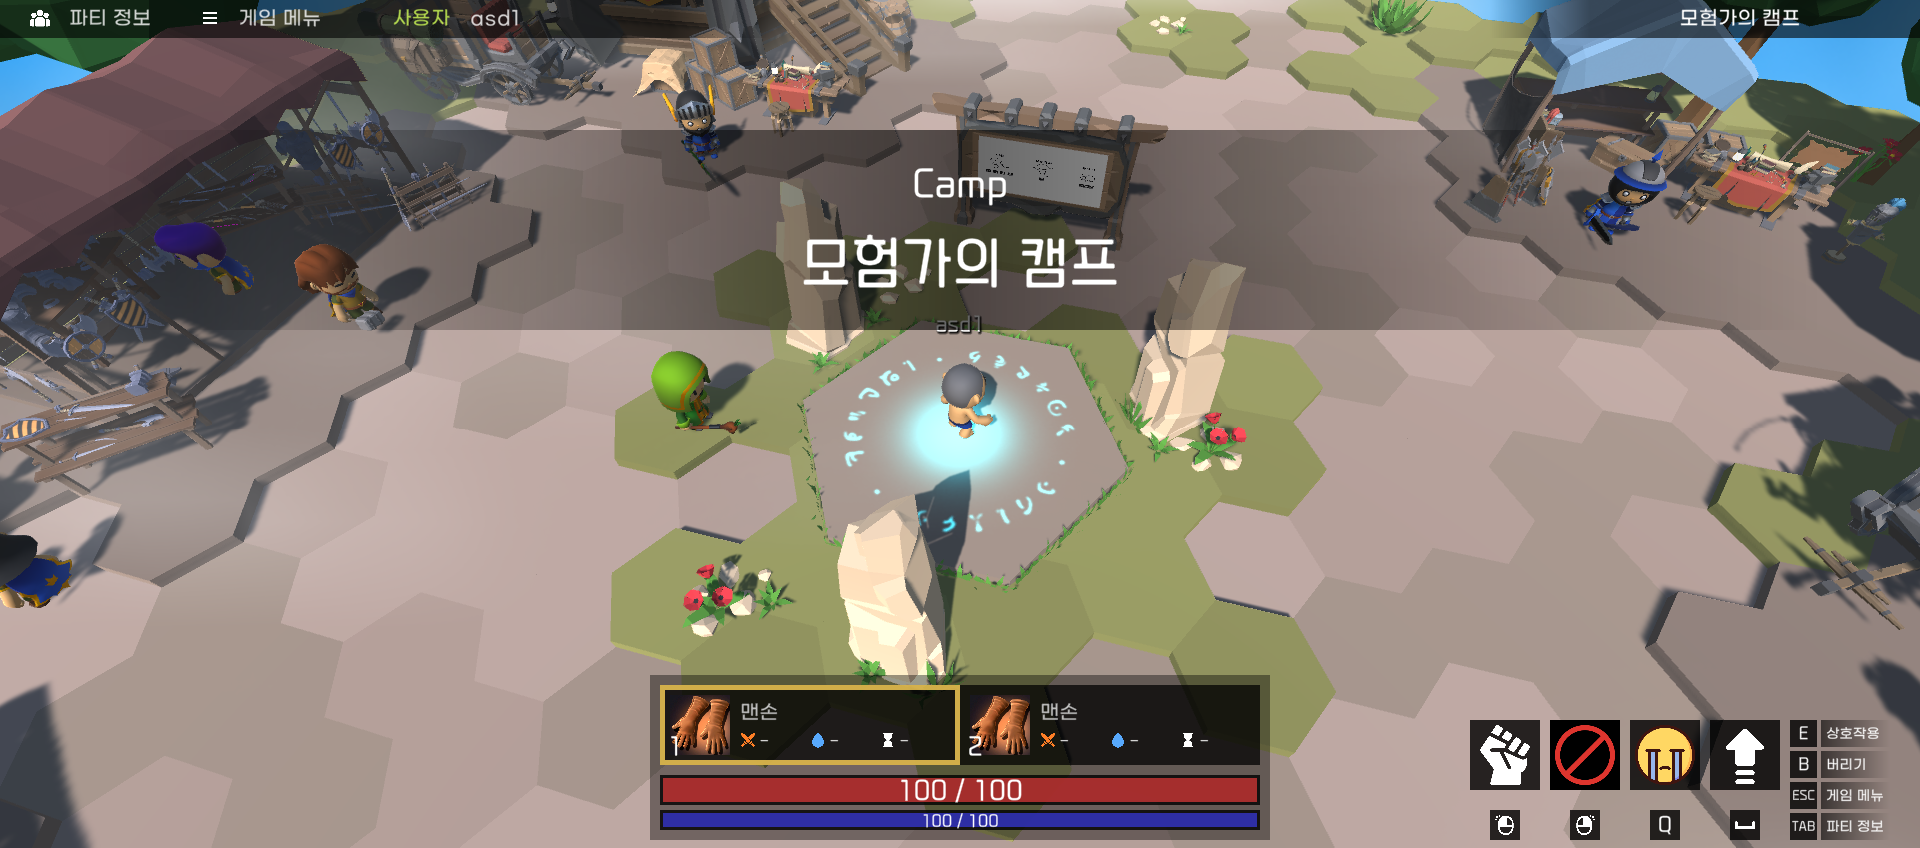 파티 정보
게임 메뉴
사용자 asd1
모험가의 캠프
Camp
모험가의 캠프
asd1
맨손
1
맨손
2
100 / 100
100 / 100
E 상호작용
B 버리기
ESC 게임 메뉴
Q
TAB 파티 정보